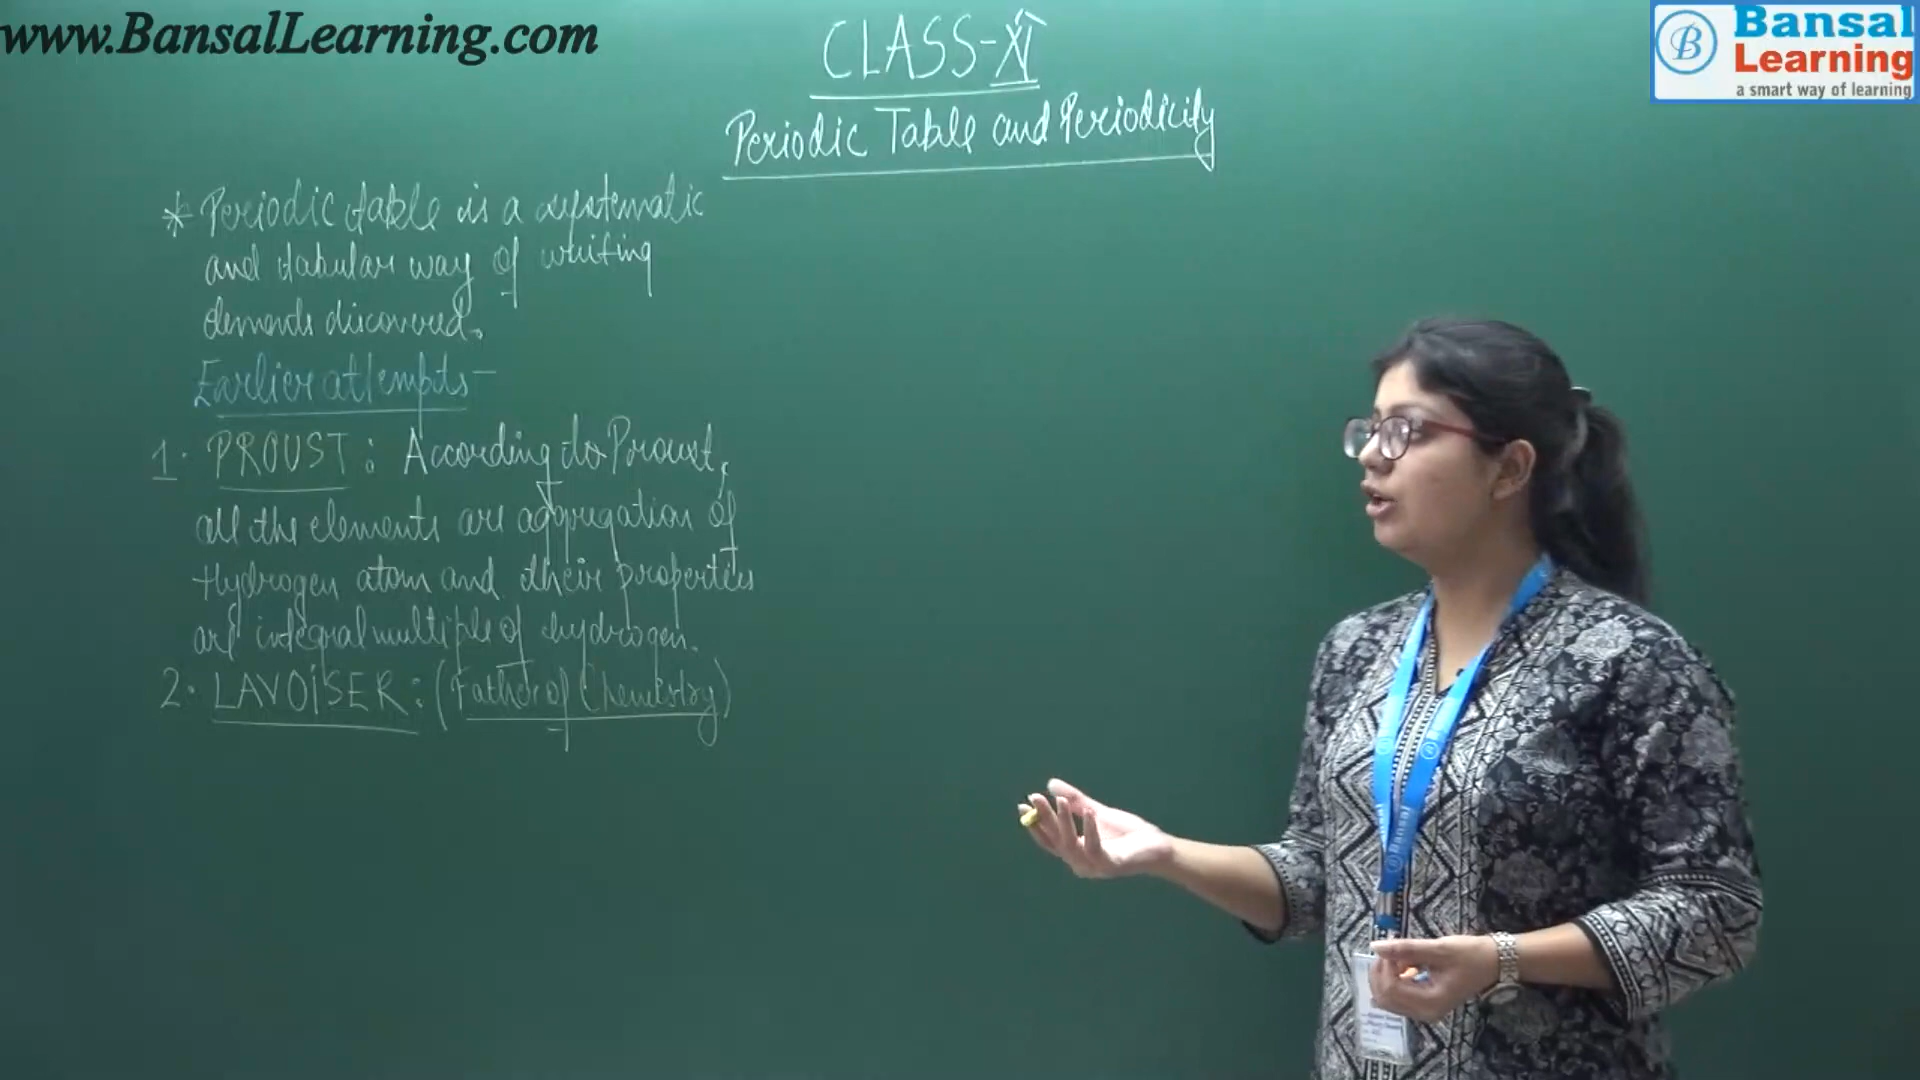 www.BansalLearning.com
CLASS-XI
Bansal
Learning
a smart way of learning
Periodic Table and Periodicity
* Periodic table is a systematic
and tabular way of writing
elements discovered.
Earlier attempts-
1. PROUST: According to Proust,
all the elements are aggregation of
Hydrogen atom and their properties
are integral multiple of hydrogen.
2. LAVOISER: (Father of Chemistry)
Bansal